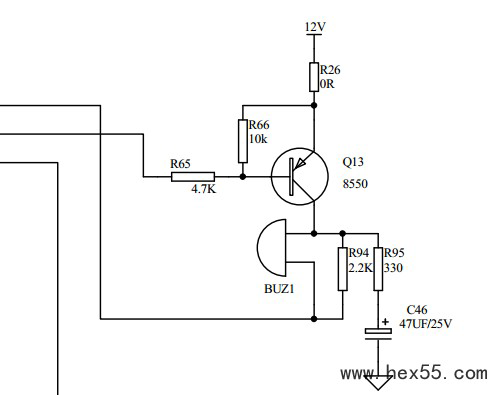 12V
R26
0R
R66
10k
R65
4.7K
Q13
8550
R94
2.2K
R95
330
BUZ1
C46
+
47UF/25V
www.hex55.com